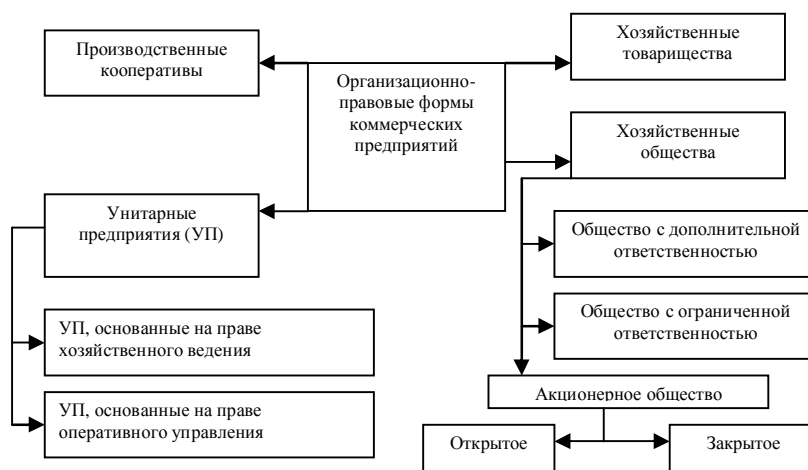 Производственные
кооперативы
Организационно-
правовые формы
коммерческих
предприятий
Хозяйственные
товарищества
Хозяйственные
общества
Унитарные
предприятия (УП)
Общество с дополнительной
ответственностью
УП, основанные на праве
хозяйственного ведения
Общество с ограниченной
ответственностью
УП, основанные на праве
оперативного управления
Акционерное общество
Открытое
Закрытое